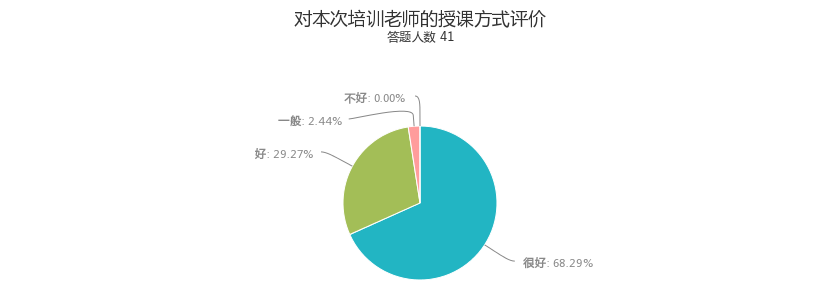 对本次培训老师的授课方式评价
答题人数 41
不好: 0.00%
一般: 2.44%
好: 29.27%
很好: 68.29%